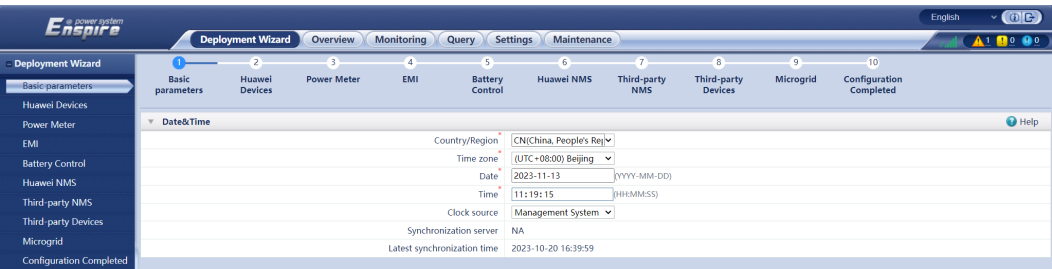 power system
Enspire
English
Deployment Wizard Overview Monitoring Query Settings Maintenance
1 0 0
Deployment Wizard
Basic parameters
Huawei Devices
Power Meter
EMI
Battery Control
Huawei NMS
Third-party NMS
Third-party Devices
Microgrid
Configuration Completed
1 2 3 4 5 6 7 8 9 10
Basic parameters
Huawei Devices
Power Meter
EMI
Battery Control
Huawei NMS
Third-party NMS
Third-party Devices
Microgrid
Configuration Completed
Date&Time Help
Country/Region* CN(China, People's Rep
Time zone* (UTC+08:00) Beijing
Date* 2023-11-13 (YYYY-MM-DD)
Time* 11:19:15 (HH:MM:SS)
Clock source Management System
Synchronization server NA
Latest synchronization time 2023-10-20 16:39:59